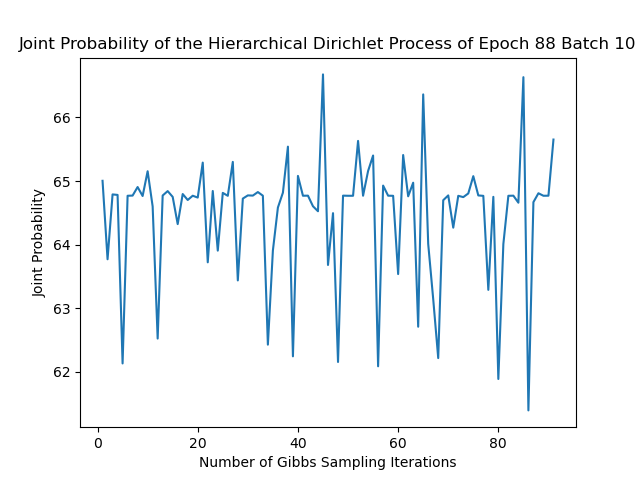 Joint Probability of the Hierarchical Dirichlet Process of Epoch 88 Batch 10
66
65
64
63
62
Joint Probability
0 20 40 60 80
Number of Gibbs Sampling Iterations